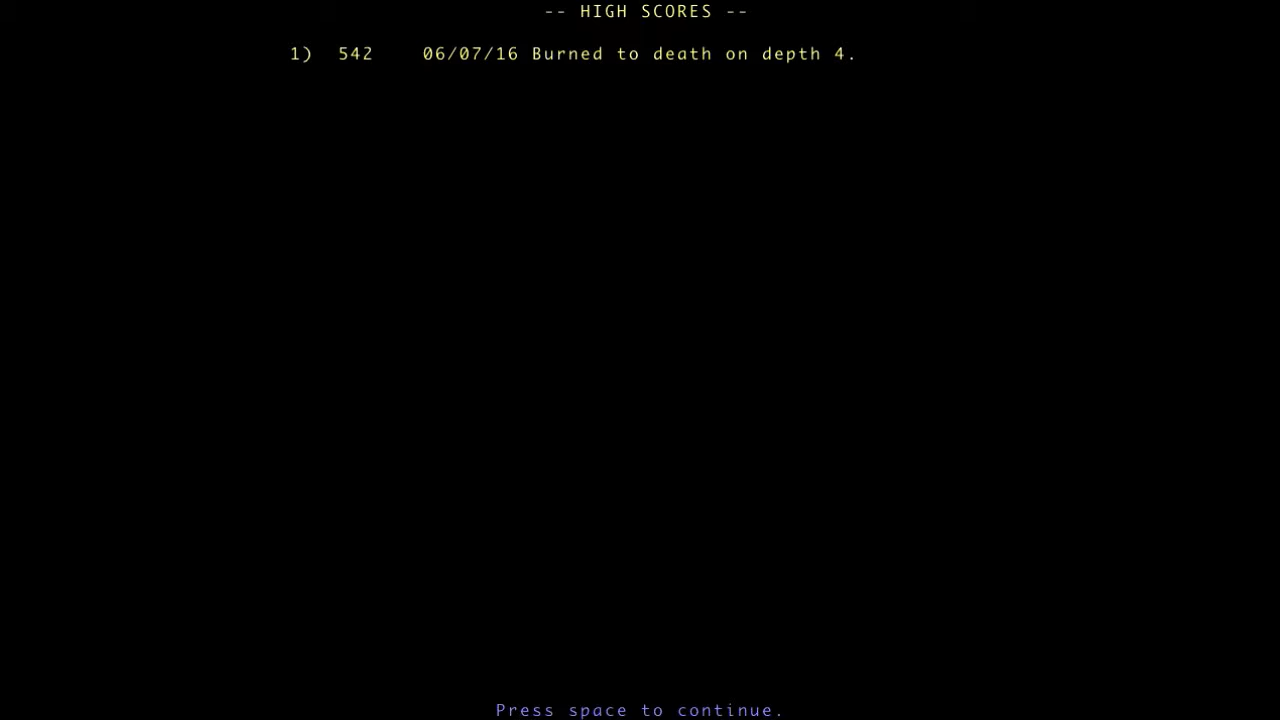 -- HIGH SCORES --
1) 542 06/07/16 Burned to death on depth 4.
Press space to continue.